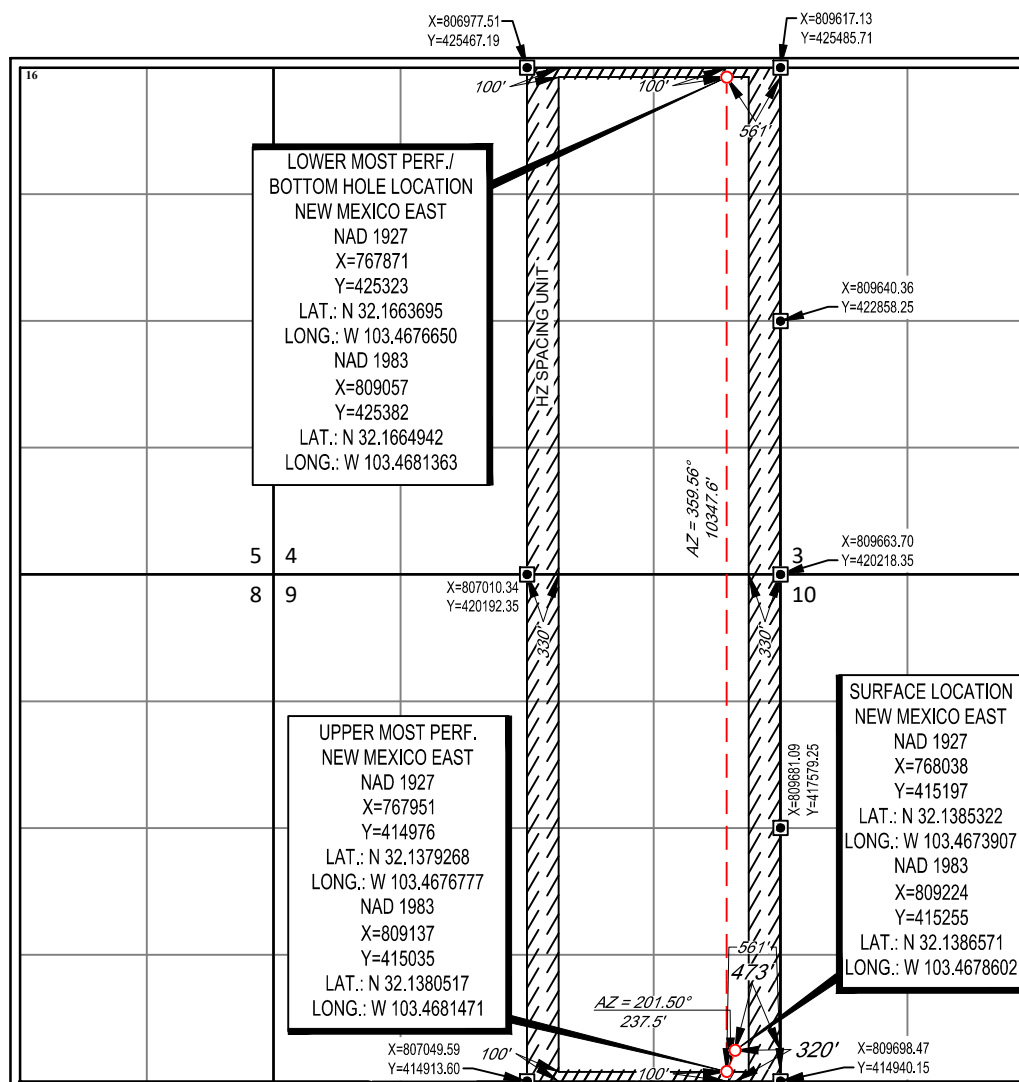 X=806977.51
Y=425467.19
X=809617.13
Y=425485.71
16
100'
100'
561'
LOWER MOST PERF./
BOTTOM HOLE LOCATION
NEW MEXICO EAST
NAD 1927
X=767871
Y=425323
LAT.: N 32.1663695
LONG.: W 103.4676650
NAD 1983
X=809057
Y=425382
LAT.: N 32.1664942
LONG.: W 103.4681363
HZ SPACING UNIT
X=809640.36
Y=422858.25
AZ = 359.56°
10347.6'
5 4
8 9
X=807010.34
Y=420192.35
330'
X=809663.70
Y=420218.35
3
10
330'
UPPER MOST PERF.
NEW MEXICO EAST
NAD 1927
X=767951
Y=414976
LAT.: N 32.1379268
LONG.: W 103.4676777
NAD 1983
X=809137
Y=415035
LAT.: N 32.1380517
LONG.: W 103.4681471
X=809681.09
Y=417579.25
SURFACE LOCATION
NEW MEXICO EAST
NAD 1927
X=768038
Y=415197
LAT.: N 32.1385322
LONG.: W 103.4673907
NAD 1983
X=809224
Y=415255
LAT.: N 32.1386571
LONG.: W 103.4678602
561'
473'
AZ = 201.50°
237.5'
320'
X=807049.59
Y=414913.60
100'
100'
X=809698.47
Y=414940.15